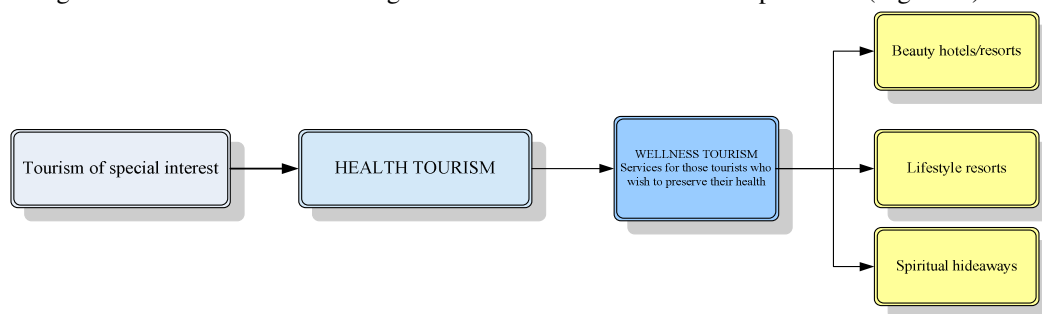 Beauty hotels/resorts
Tourism of special interest
HEALTH TOURISM
WELLNESS TOURISM
Services for those tourists who
wish to preserve their health
Lifestyle resorts
Spiritual hideaways